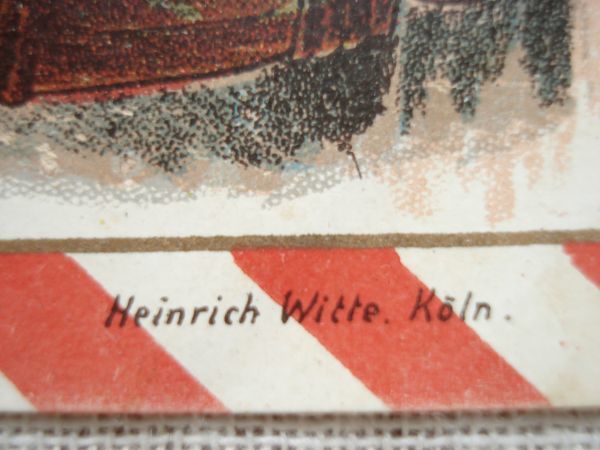 Heinrich Witte. Köln.